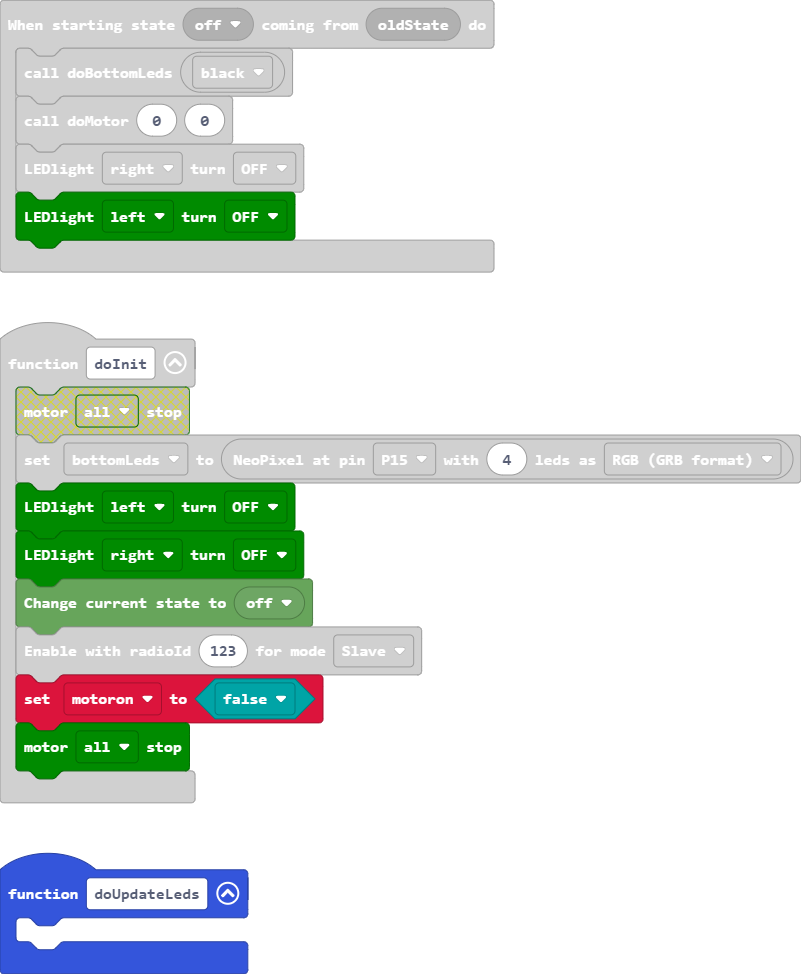 When starting state off coming from oldState do
call doBottomLeds black
call doMotor 0 0
LEDlight right turn OFF
LEDlight left turn OFF
function doInit
motor all stop
set bottomLeds to NeoPixel at pin P15 with 4 leds as RGB (GRB format)
LEDlight left turn OFF
LEDlight right turn OFF
Change current state to off
Enable with radioId 123 for mode Slave
set motoron to false
motor all stop
function doUpdateLeds